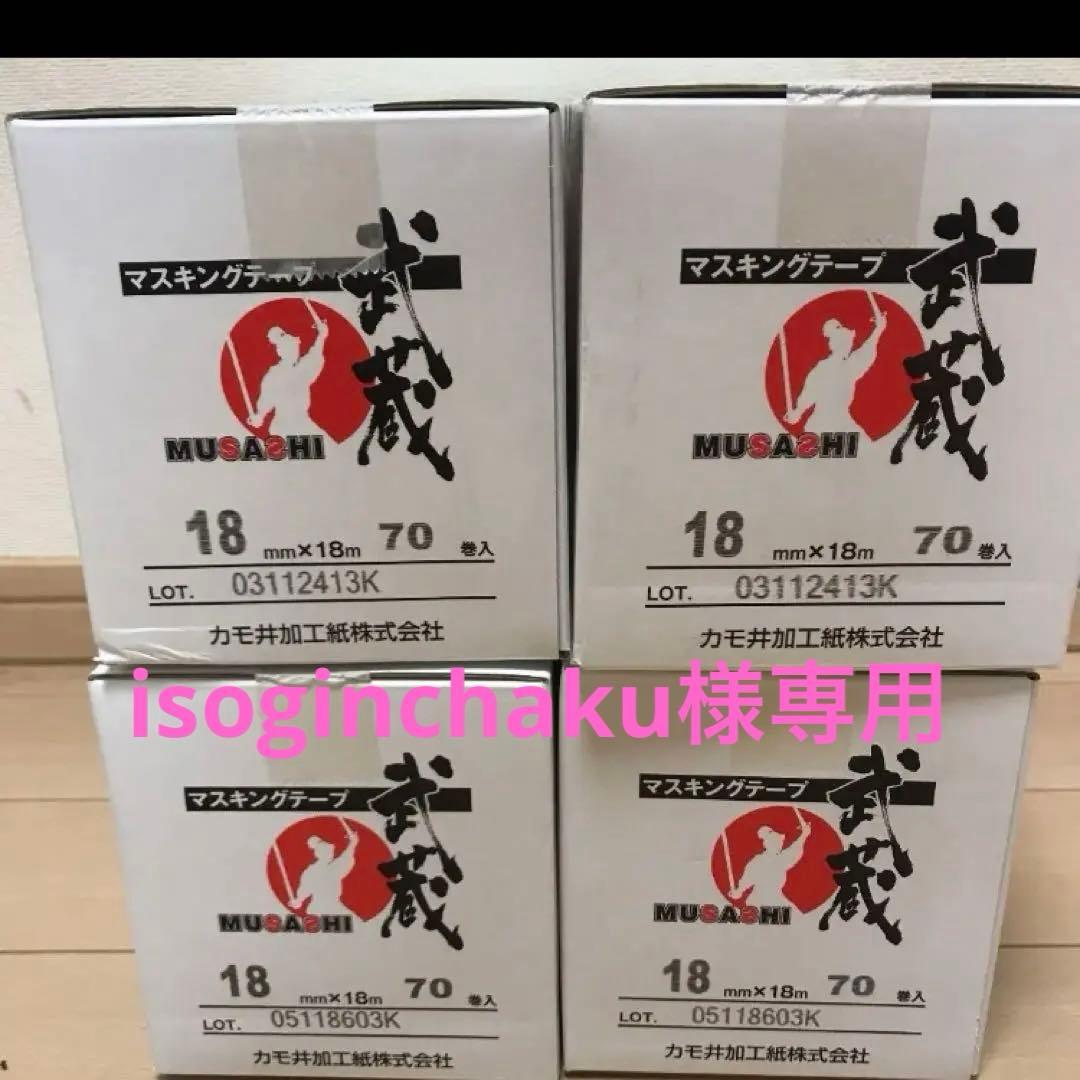 マスキングテープ
武蔵
MUSASHI
18 mm×18m 70 巻入
LOT. 03112413K
カモ井加工紙株式会社
マスキングテープ
武蔵
MUSASHI
18 mm×18m 70 巻入
LOT. 03112413K
カモ井加工紙株式会社
isoginchaku様専用
マスキングテープ
武蔵
MUSASHI
18 mm×18m 70 巻入
LOT. 05118603K
カモ井加工紙株式会社
マスキングテープ
武蔵
MUSASHI
18 mm×18m 70 巻入
LOT. 05118603K
カモ井加工紙株式会社